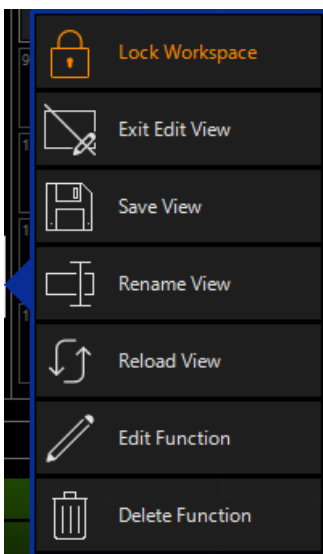 Lock Workspace
Exit Edit View
Save View
Rename View
Reload View
Edit Function
Delete Function